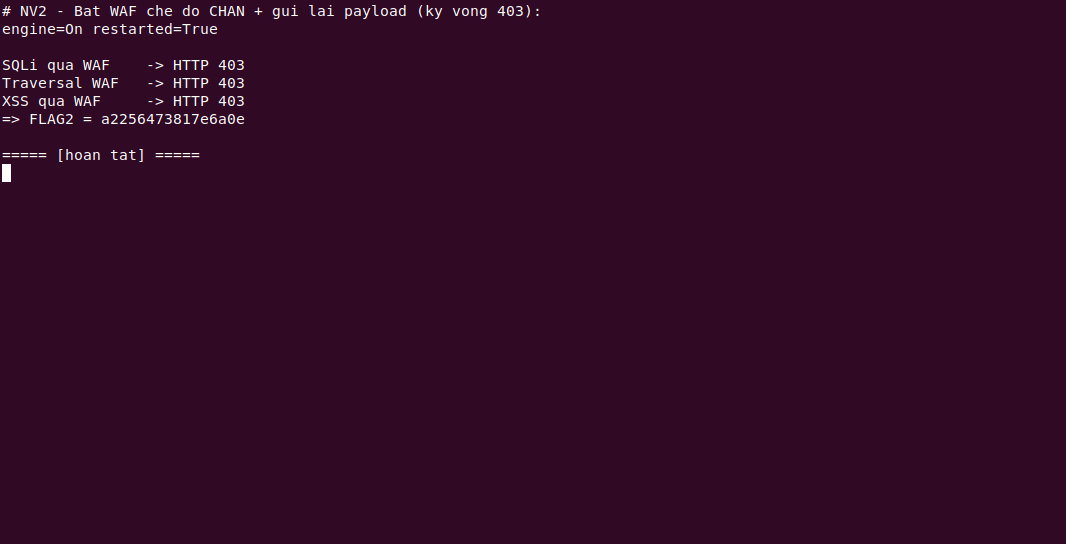 # NV2 - Bat WAF che do CHAN + gui lai payload (ky vong 403):
engine=On restarted=True
SQLi qua WAF    -> HTTP 403
Traversal WAF   -> HTTP 403
XSS qua WAF     -> HTTP 403
=> FLAG2 = a2256473817e6a0e
===== [hoan tat] =====